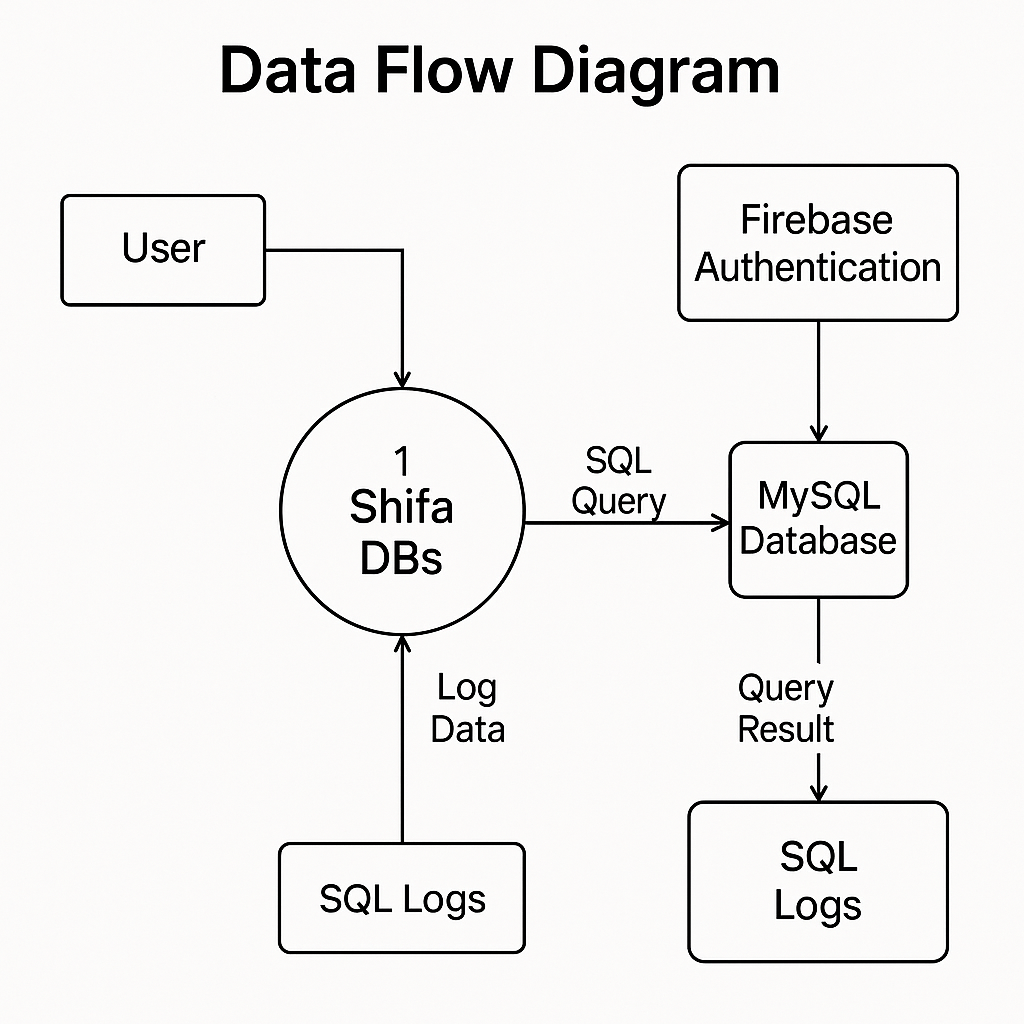 Data Flow Diagram
User
Firebase
Authentication
1
Shifa
DBs
SQL
Query
MySQL
Database
Log
Data
Query
Result
SQL Logs
SQL
Logs